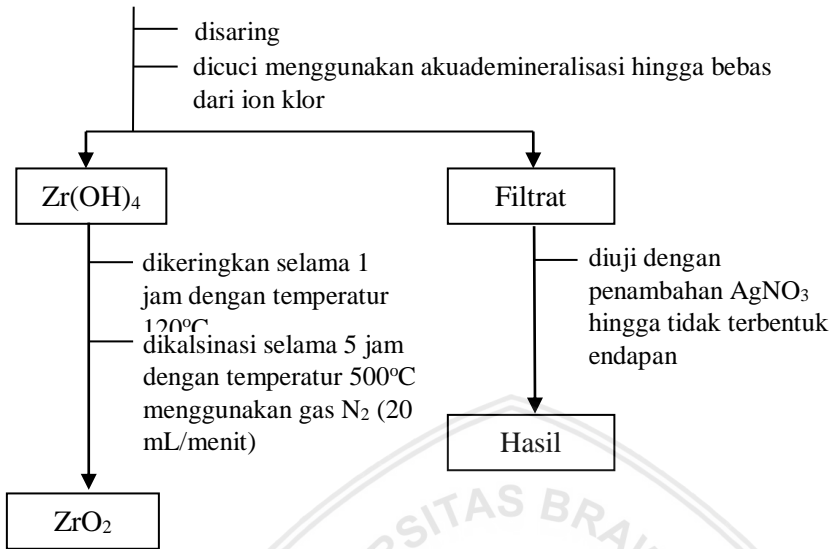 disaring
dicuci menggunakan akuademineralisasi hingga bebas
dari ion klor
Zr(OH)₄
Filtrat
dikeringkan selama 1
jam dengan temperatur
120ºC
dikalsinasi selama 5 jam
dengan temperatur 500ºC
menggunakan gas N₂ (20
mL/menit)
diuji dengan
penambahan AgNO₃
hingga tidak terbentuk
endapan
Hasil
ZrO₂